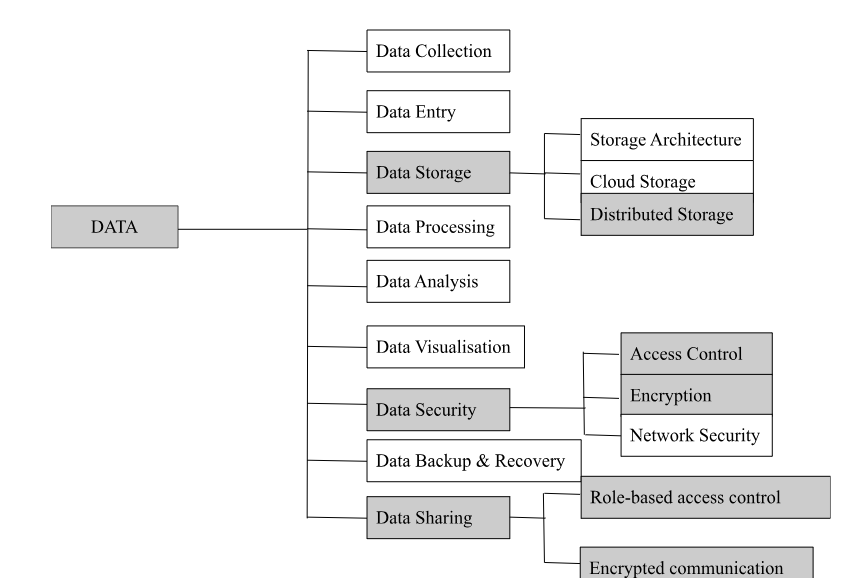 Data Collection
Data Entry
Data Storage
Storage Architecture
Cloud Storage
Distributed Storage
DATA
Data Processing
Data Analysis
Data Visualisation
Data Security
Access Control
Encryption
Network Security
Data Backup & Recovery
Data Sharing
Role-based access control
Encrypted communication